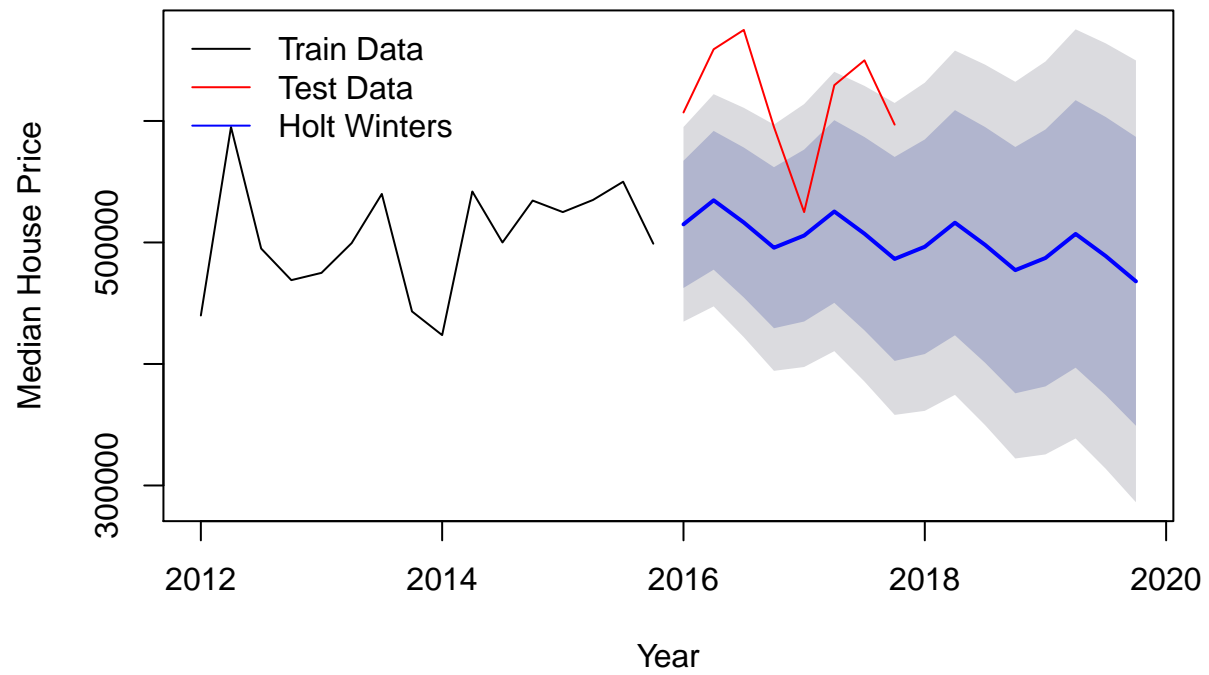 Train Data
Test Data
Holt Winters
Median House Price
500000
300000
2012 2014 2016 2018 2020
Year